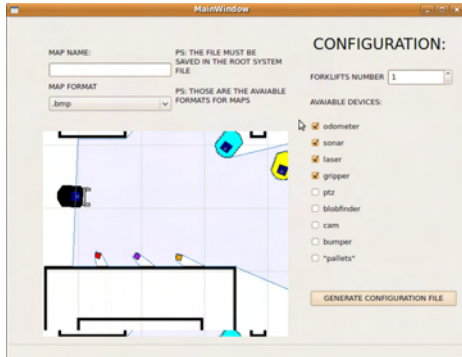 MainWindow
MAP NAME:
PS: THE FILE MUST BE
SAVED IN THE ROOT SYSTEM
FILE
MAP FORMAT
.bmp
PS: THOSE ARE THE AVAIABLE
FORMATS FOR MAPS
CONFIGURATION:
FORKLIFTS NUMBER 1
AVAIABLE DEVICES:
odometer
sonar
laser
gripper
ptz
blobfinder
cam
bumper
"pallets"
GENERATE CONFIGURATION FILE